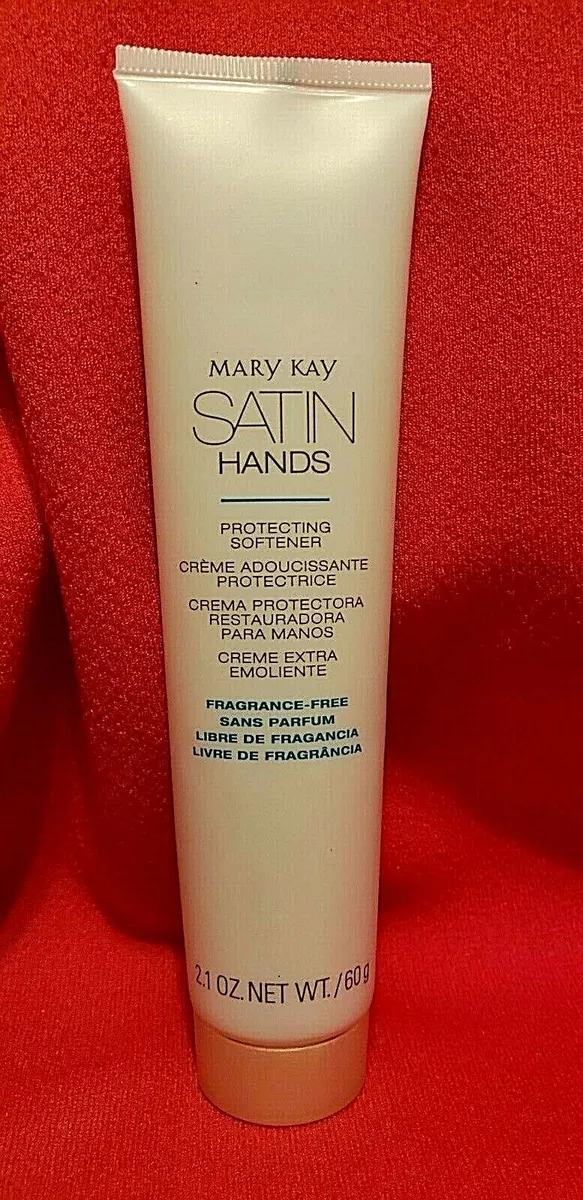 MARY KAY
SATIN
HANDS
PROTECTING
SOFTENER
CRÈME ADOUCISSANTE
PROTECTRICE
CREMA PROTECTORA
RESTAURADORA
PARA MANOS
CREME EXTRA
EMOLIENTE
FRAGRANCE-FREE
SANS PARFUM
LIBRE DE FRAGANCIA
LIVRE DE FRAGRÂNCIA
2.1 OZ. NET WT./60g